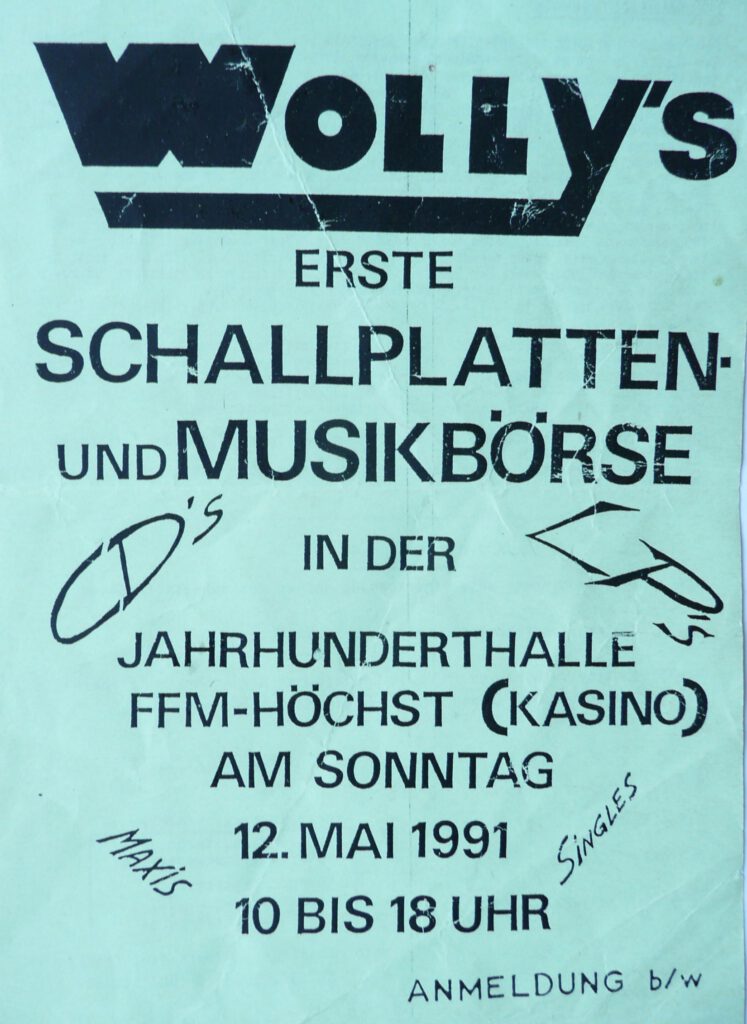 WOLLY'S
ERSTE
SCHALLPLATTEN-
UND MUSIKBÖRSE
CD'S
IN DER
LP'S
JAHRHUNDERTHALLE
FFM-HÖCHST (KASINO)
AM SONNTAG
12. MAI 1991
MAXIS
SINGLES
10 BIS 18 UHR
ANMELDUNG b/w